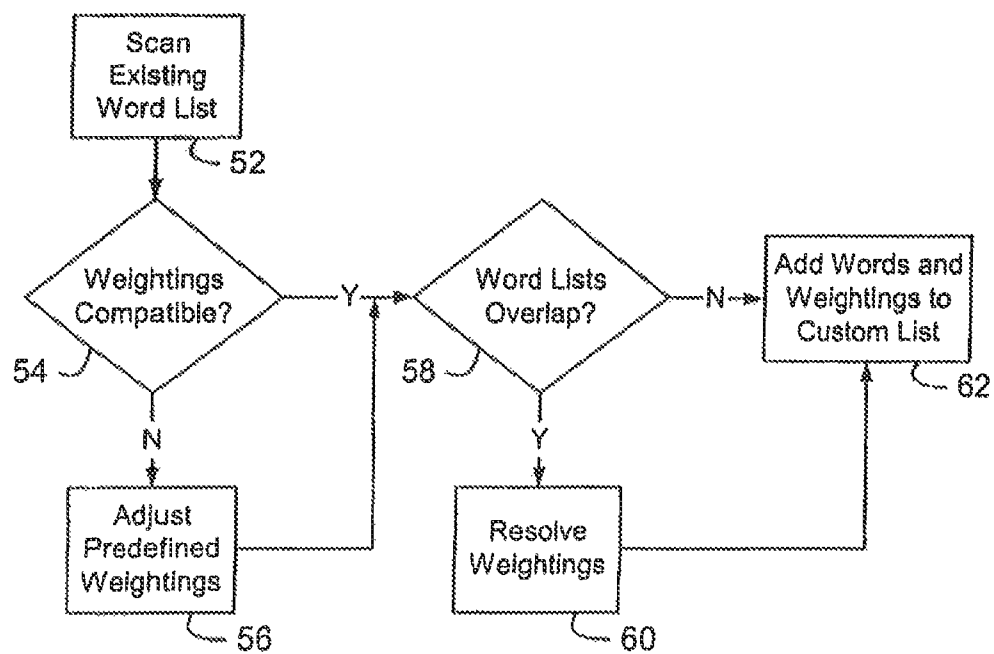 Scan
Existing
Word List
52
Weightings
Compatible?
54
Y
N
Adjust
Predefined
Weightings
56
Word Lists
Overlap?
58
N
Y
Resolve
Weightings
60
Add Words and
Weightings to
Custom List
62